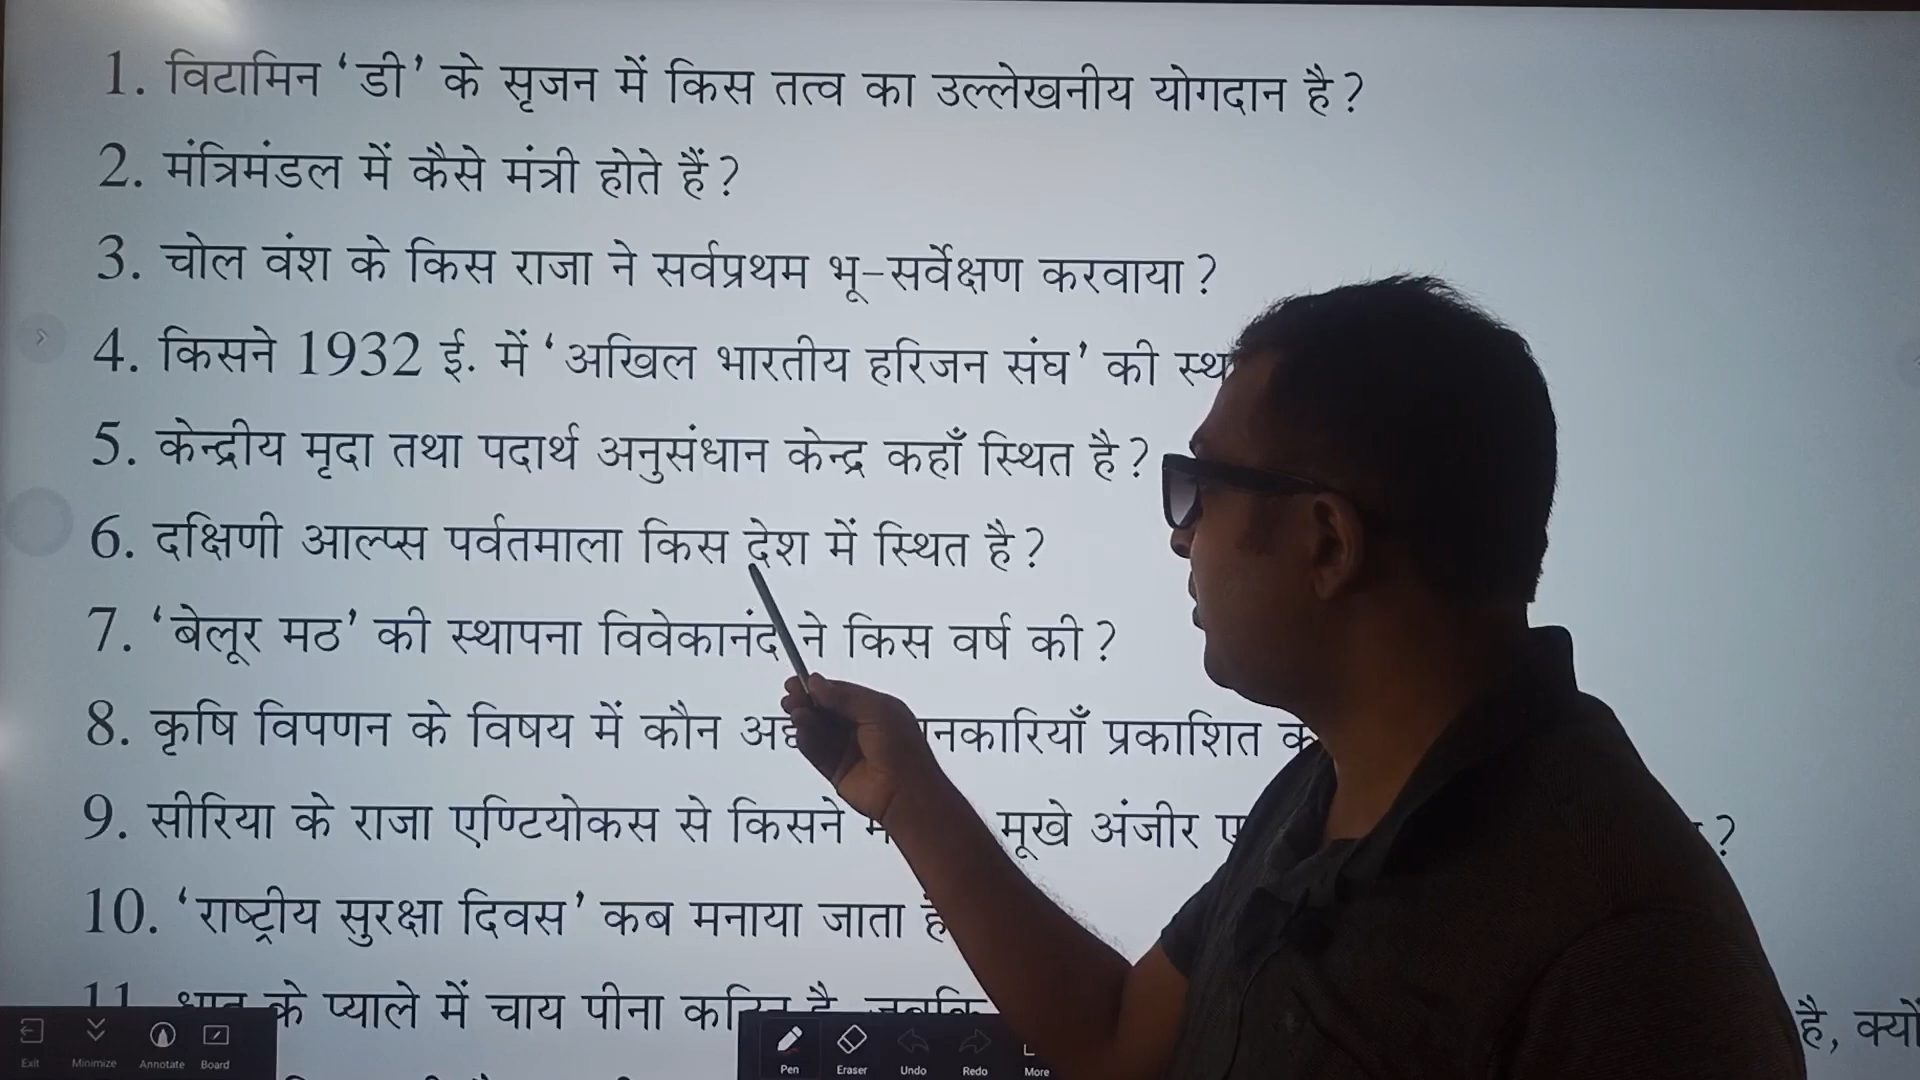 1. विटामिन ‘डी’ के सृजन में किस तत्व का उल्लेखनीय योगदान है?
2. मंत्रिमंडल में कैसे मंत्री होते हैं?
3. चोल वंश के किस राजा ने सर्वप्रथम भू-सर्वेक्षण करवाया?
4. किसने 1932 ई. में ‘अखिल भारतीय हरिजन संघ’ की
5. केन्द्रीय मृदा तथा पदार्थ अनुसंधान केन्द्र कहाँ स्थित है?
6. दक्षिणी आल्प्स पर्वतमाला किस देश में स्थित है?
7. ‘बेलूर मठ’ की स्थापना विवेकानंद ने किस वर्ष की?
8. कृषि विपणन के विषय में कौन प्रकाशित
9. सीरिया के राजा एण्टियोकस से किसने मूखे अंजीर ?
10. ‘राष्ट्रीय सुरक्षा दिवस’ कब मनाया जाता
11 के प्याले में चाय पीना है, क्यों
Exit Minimize Annotate Board Pen Eraser Undo Redo More